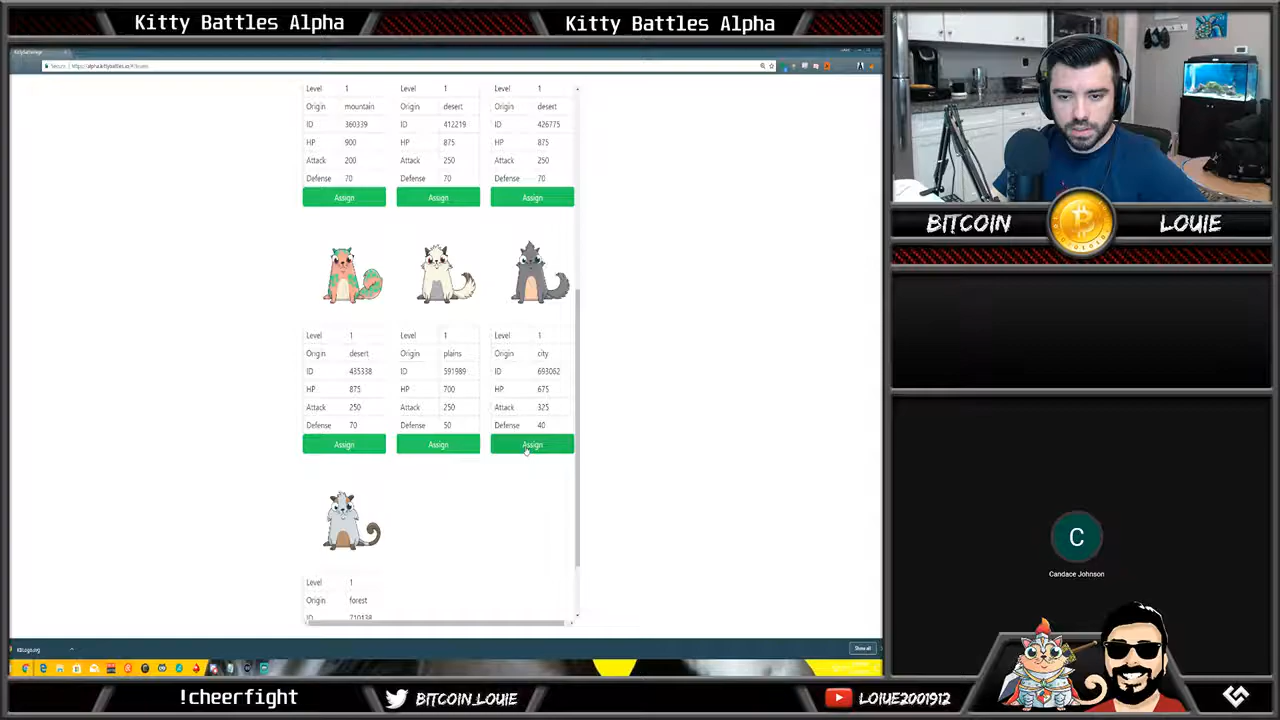 Kitty Battles Alpha
Kitty Battles Alpha
Level 1 Level 1 Level 1
Origin mountain Origin desert Origin desert
ID 360339 ID 412219 ID 426775
HP 900 HP 875 HP 875
Attack 200 Attack 250 Attack 250
Defense 70 Defense 70 Defense 70
Assign Assign Assign
Level 1 Level 1 Level 1
Origin desert Origin plains Origin city
ID 435338 ID 591989 ID 693062
HP 875 HP 700 HP 675
Attack 250 Attack 250 Attack 325
Defense 70 Defense 50 Defense 40
Assign Assign Assign
Level 1
Origin forest
ID 710138
Show all
BITCOIN LOUIE
C
Candace Johnson
!cheerfight
BITCOIN_LOUIE
LOIUE2001912